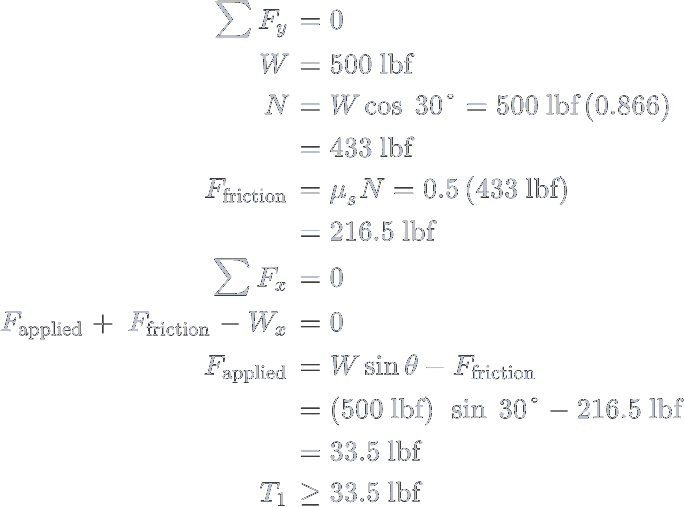 ∑ F_y = 0
W = 500 lbf
N = W cos 30° = 500 lbf (0.866)
= 433 lbf
F_friction = μ_s N = 0.5 (433 lbf)
= 216.5 lbf
∑ F_x = 0
F_applied + F_friction − W_x = 0
F_applied = W sin θ − F_friction
= (500 lbf) sin 30° − 216.5 lbf
= 33.5 lbf
T_1 ≥ 33.5 lbf